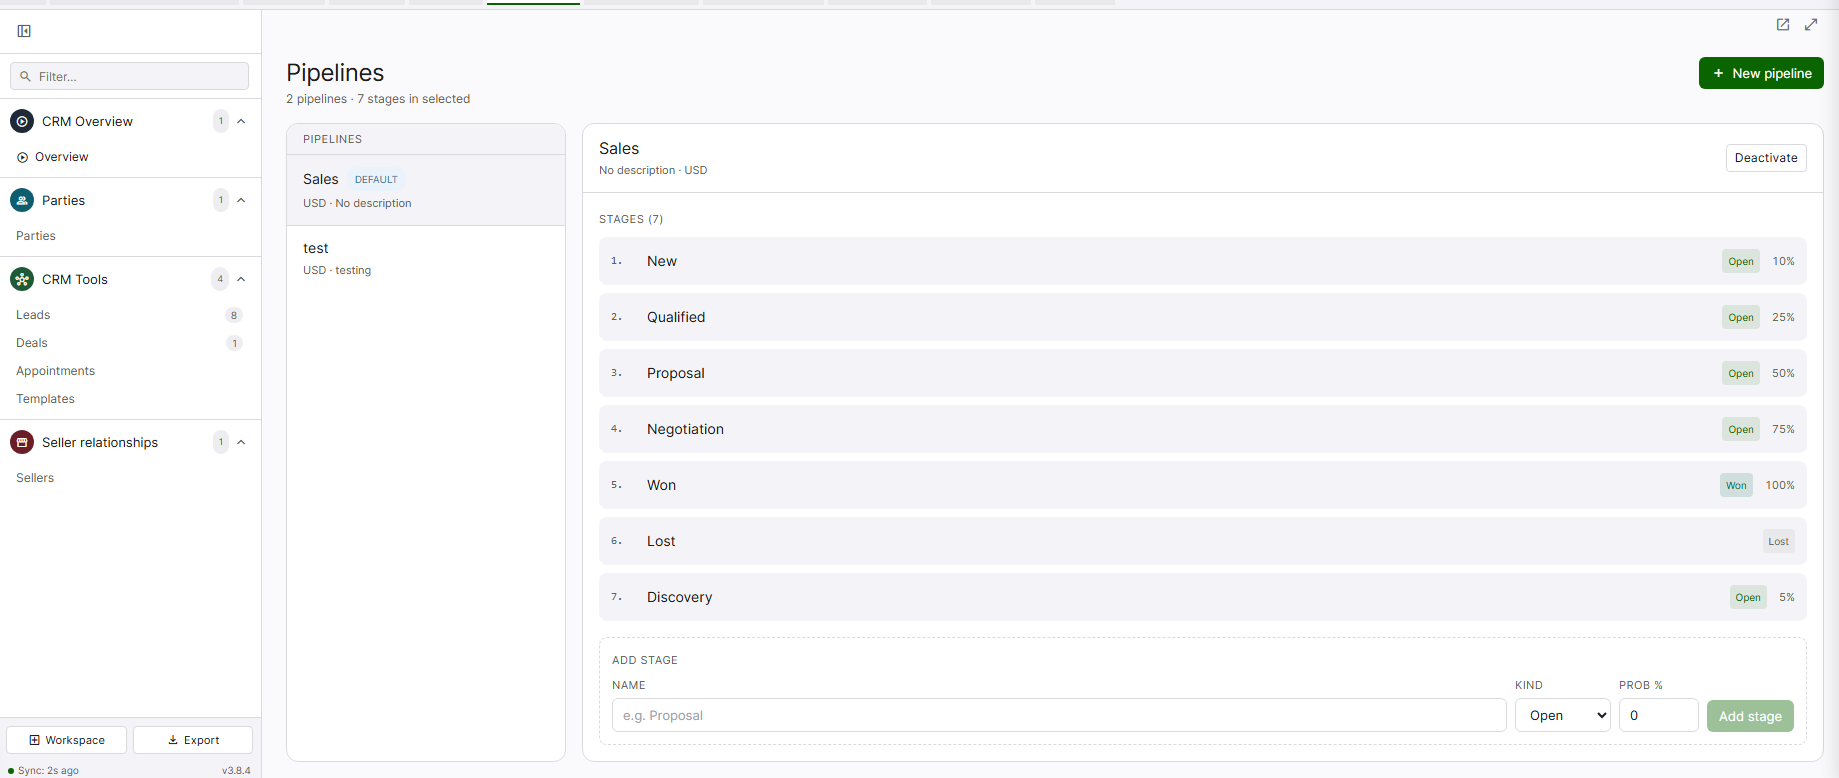 Filter...
CRM Overview 1
Overview
Parties 1
Parties
CRM Tools 4
Leads 8
Deals 1
Appointments
Templates
Seller relationships 1
Sellers
Workspace Export
Sync: 2s ago v3.8.4
Pipelines
2 pipelines · 7 stages in selected
+ New pipeline
PIPELINES
Sales DEFAULT
USD · No description
test
USD · testing
Sales
No description · USD
Deactivate
STAGES (7)
1. New Open 10%
2. Qualified Open 25%
3. Proposal Open 50%
4. Negotiation Open 75%
5. Won Won 100%
6. Lost Lost
7. Discovery Open 5%
ADD STAGE
NAME KIND PROB %
e.g. Proposal Open 0 Add stage